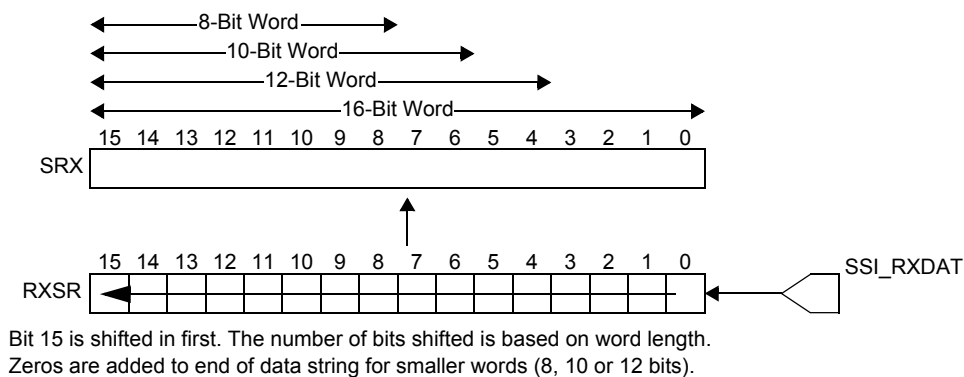 8-Bit Word
10-Bit Word
12-Bit Word
16-Bit Word
15 14 13 12 11 10 9 8 7 6 5 4 3 2 1 0
SRX
15 14 13 12 11 10 9 8 7 6 5 4 3 2 1 0
SSI_RXDAT
RXSR
Bit 15 is shifted in first. The number of bits shifted is based on word length.
Zeros are added to end of data string for smaller words (8, 10 or 12 bits).